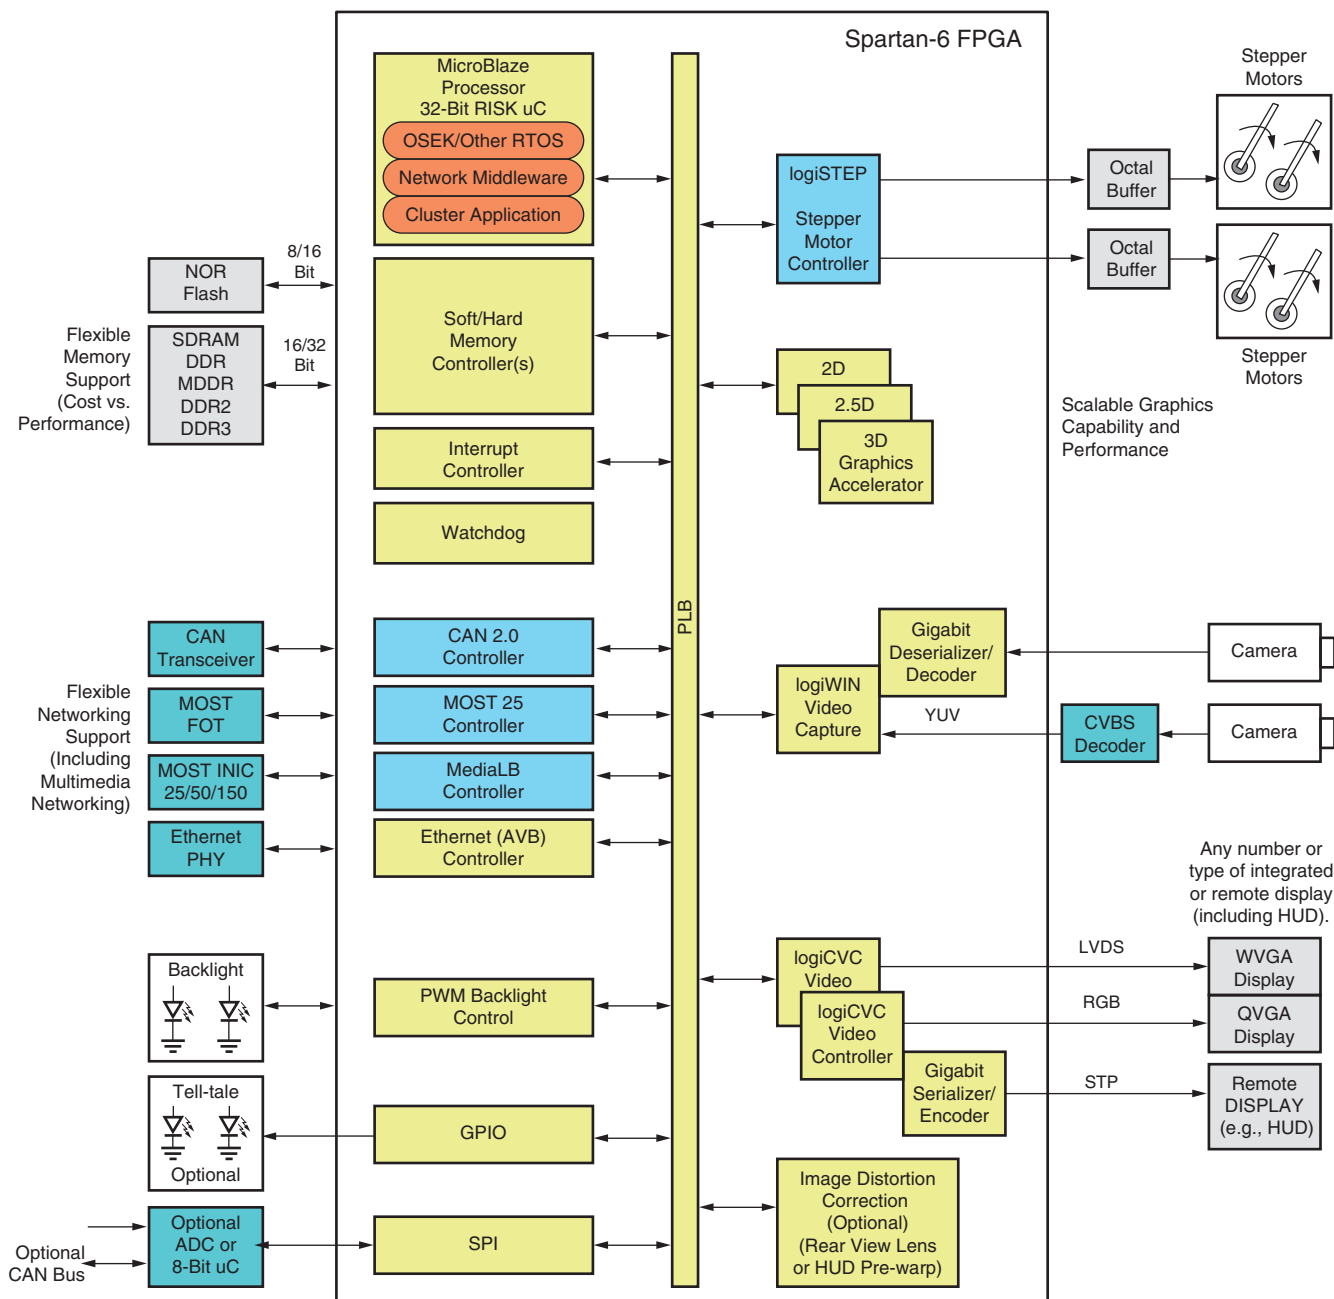 Spartan-6 FPGA
MicroBlaze
Processor
32-Bit RISK uC
OSEK/Other RTOS
Network Middleware
Cluster Application
NOR
Flash
8/16
Bit
Flexible
Memory
Support
(Cost vs.
Performance)
SDRAM
DDR
MDDR
DDR2
DDR3
16/32
Bit
Soft/Hard
Memory
Controller(s)
Interrupt
Controller
Watchdog
CAN
Transceiver
Flexible
Networking
Support
(Including
Multimedia
Networking)
MOST
FOT
MOST INIC
25/50/150
Ethernet
PHY
CAN 2.0
Controller
MOST 25
Controller
MediaLB
Controller
Ethernet (AVB)
Controller
Backlight
PWM Backlight
Control
Tell-tale
Optional
GPIO
Optional
CAN Bus
Optional
ADC or
8-Bit uC
SPI
PLB
logiSTEP
Stepper
Motor
Controller
Octal
Buffer
Octal
Buffer
Stepper
Motors
Stepper
Motors
2D
2.5D
3D
Graphics
Accelerator
Scalable Graphics
Capability and
Performance
Gigabit
Deserializer/
Decoder
logiWIN
Video
Capture
YUV
CVBS
Decoder
Camera
Camera
Any number or
type of integrated
or remote display
(including HUD).
logiCVC
Video
logiCVC
Video
Controller
Gigabit
Serializer/
Encoder
LVDS
RGB
STP
WVGA
Display
QVGA
Display
Remote
DISPLAY
(e.g., HUD)
Image Distortion
Correction
(Optional)
(Rear View Lens
or HUD Pre-warp)